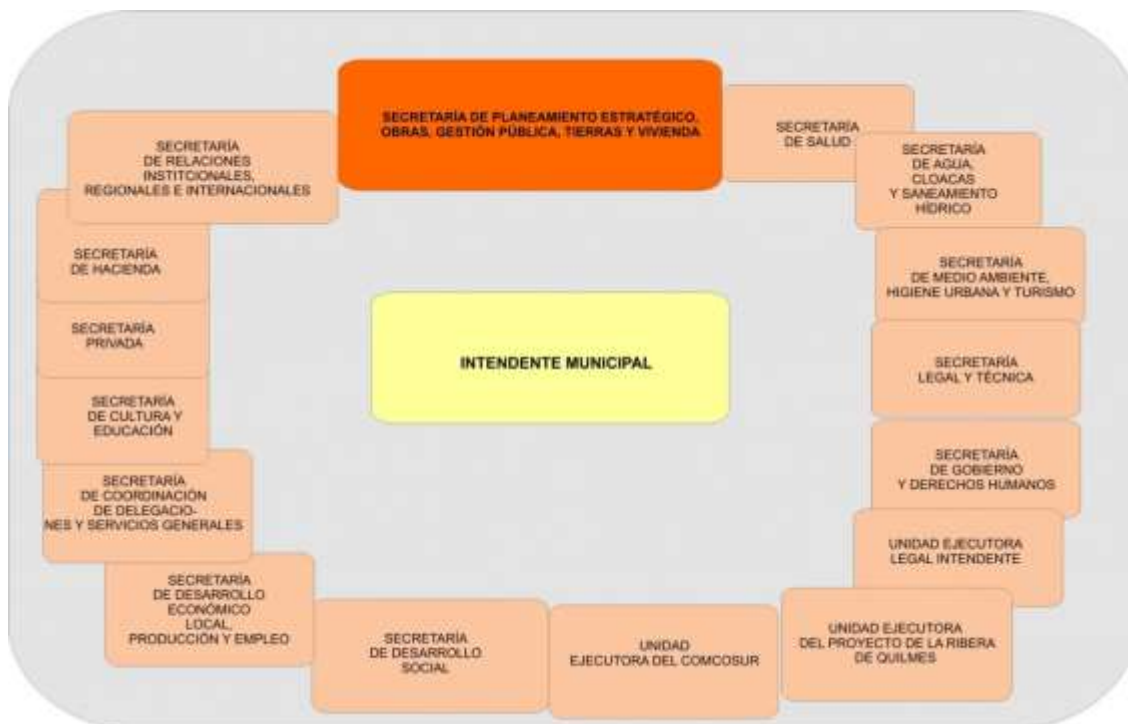 SECRETARÍA DE PLANEAMIENTO ESTRATÉGICO,
OBRAS, GESTIÓN PÚBLICA, TIERRAS Y VIVIENDA
SECRETARÍA
DE SALUD
SECRETARÍA
DE AGUA,
CLOACAS
Y SANEAMIENTO
HÍDRICO
SECRETARÍA
DE MEDIO AMBIENTE,
HIGIENE URBANA Y TURISMO
SECRETARÍA
LEGAL Y TÉCNICA
SECRETARÍA
DE GOBIERNO
Y DERECHOS HUMANOS
UNIDAD EJECUTORA
LEGAL INTENDENTE
UNIDAD EJECUTORA
DEL PROYECTO DE LA RIBERA
DE QUILMES
UNIDAD
EJECUTORA DEL COMCOSUR
SECRETARÍA
DE DESARROLLO
SOCIAL
SECRETARÍA
DE DESARROLLO
ECONÓMICO
LOCAL,
PRODUCCIÓN Y EMPLEO
SECRETARÍA
DE COORDINACIÓN
DE DELEGACIO-
NES Y SERVICIOS GENERALES
SECRETARÍA
DE CULTURA Y
EDUCACIÓN
SECRETARÍA
PRIVADA
SECRETARÍA
DE HACIENDA
SECRETARÍA
DE RELACIONES
INSTITCIONALES,
REGIONALES E INTERNACIONALES
INTENDENTE MUNICIPAL